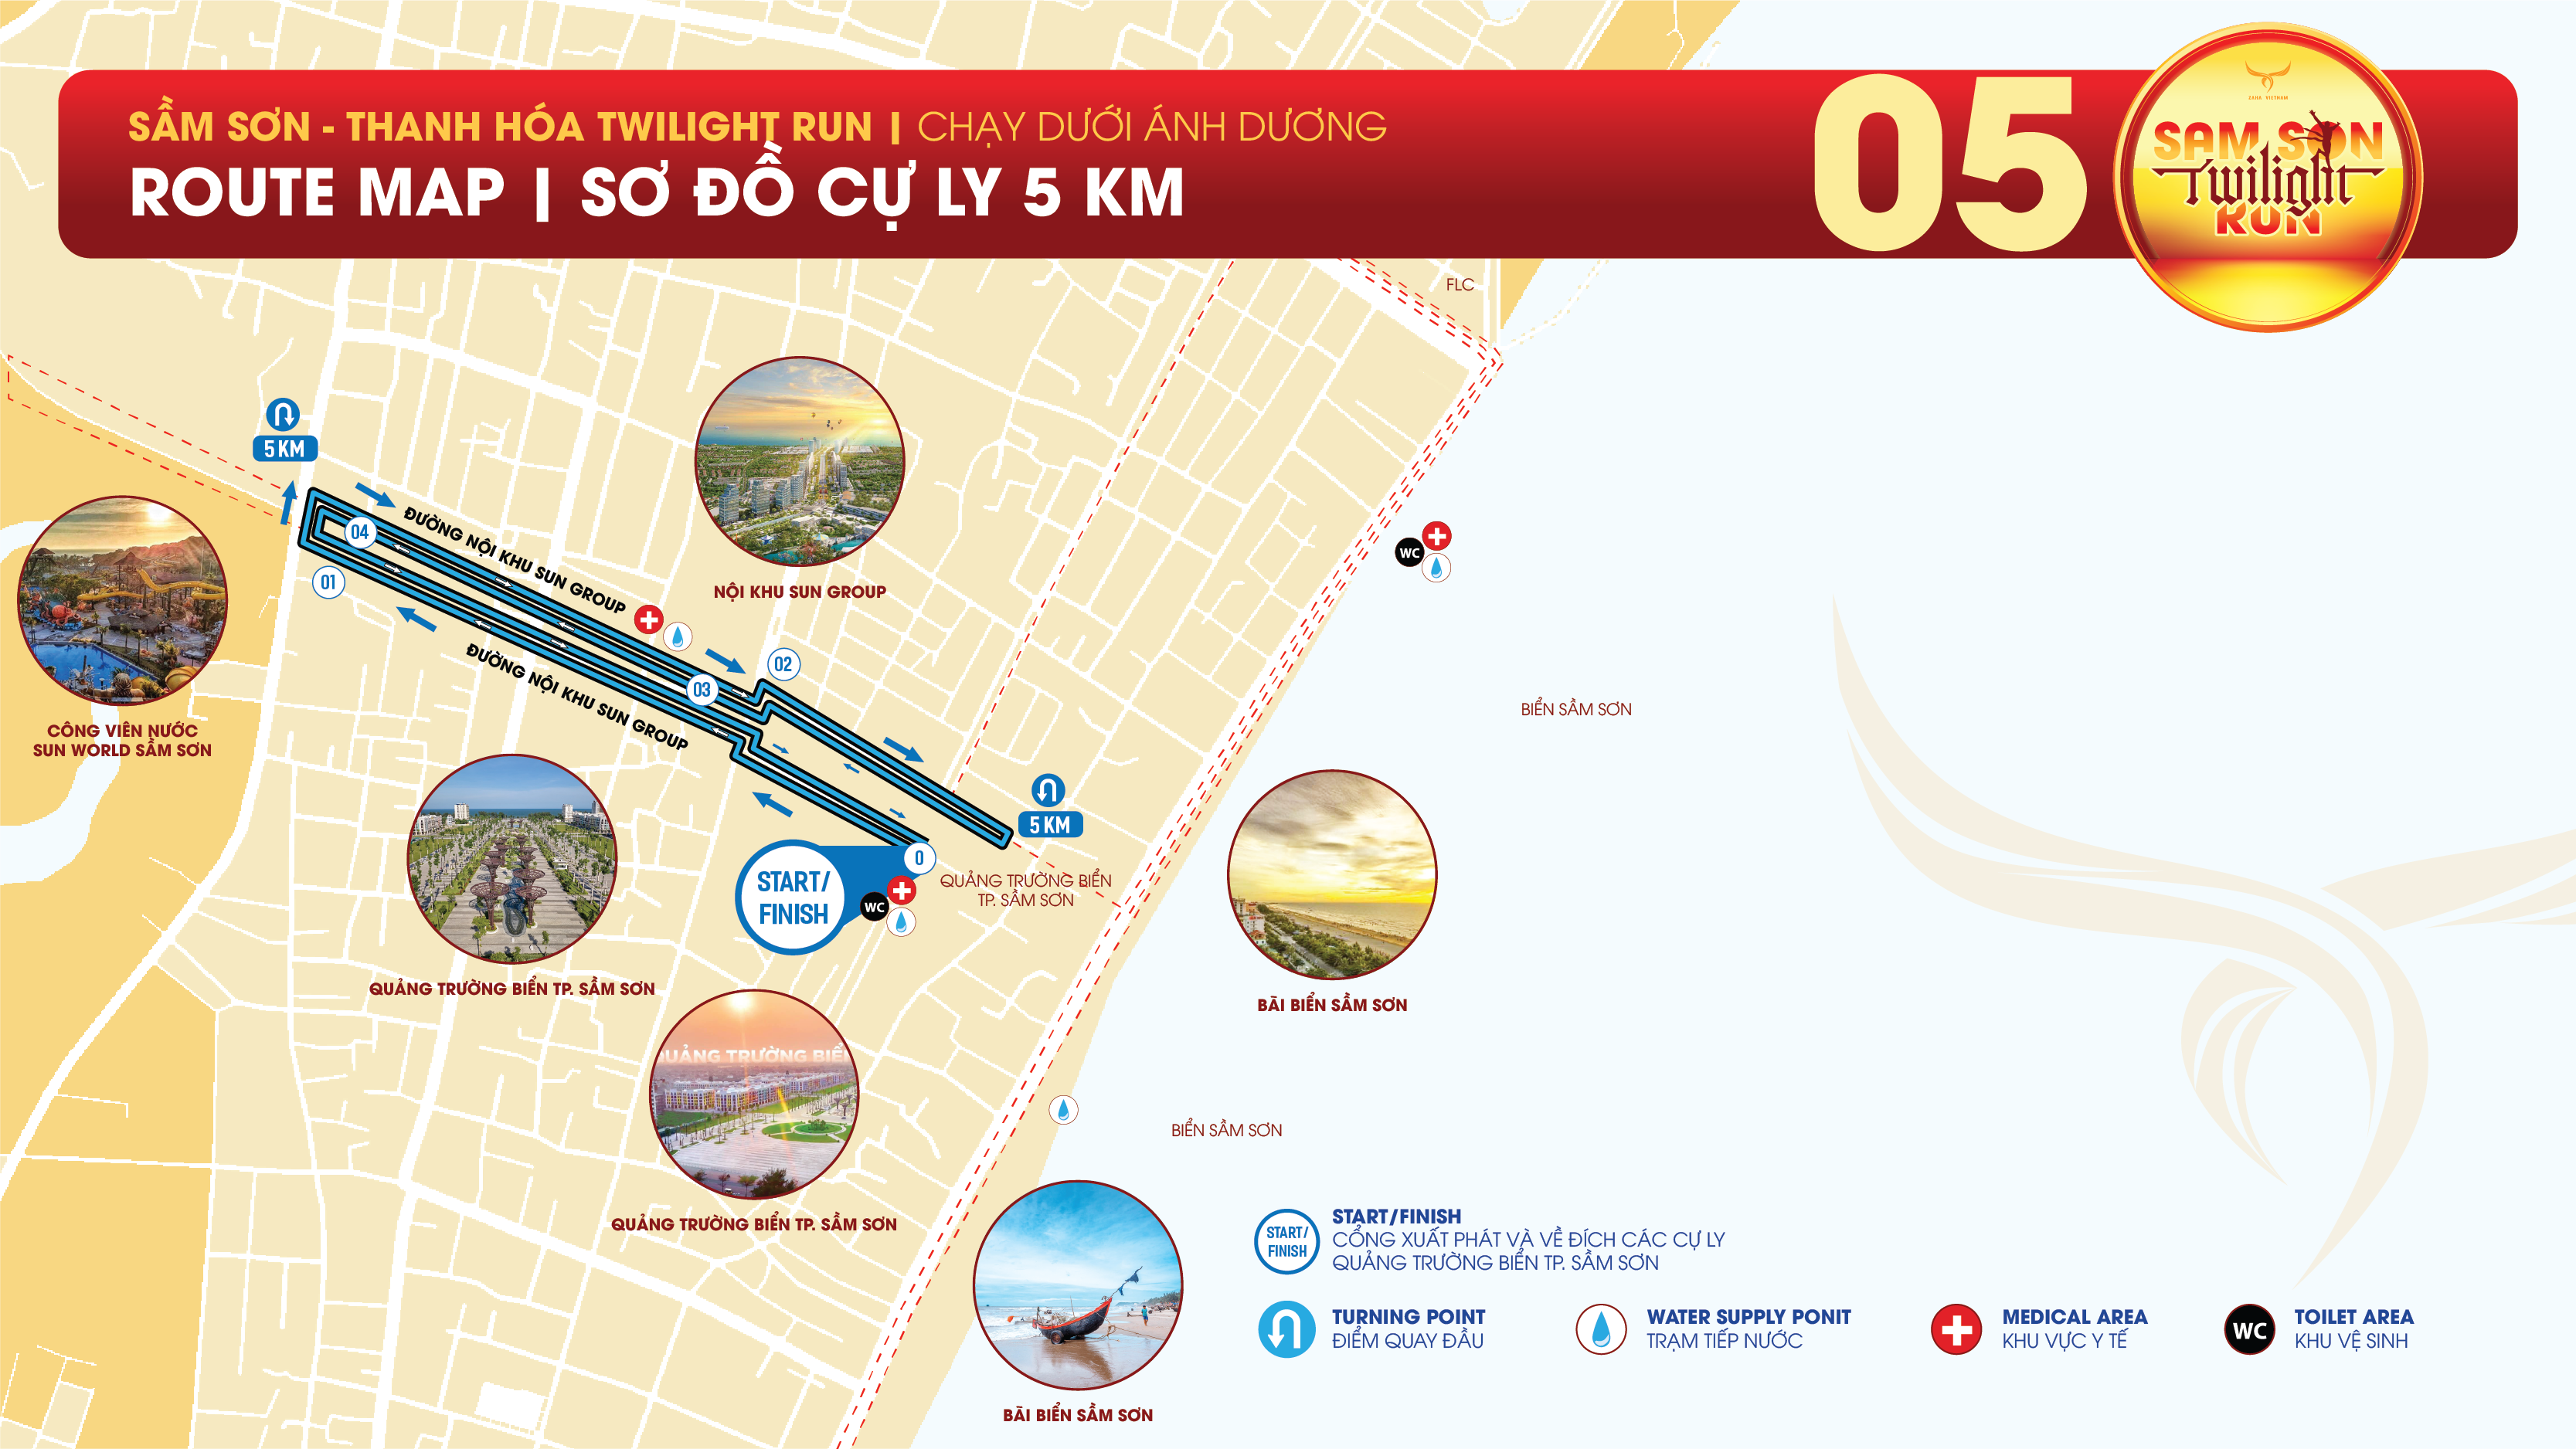 SẦM SƠN - THANH HÓA TWILIGHT RUN | CHẠY DƯỚI ÁNH DƯƠNG
ROUTE MAP | SƠ ĐỒ CỰ LY 5 KM
05
ZAHA VIETNAM
SAM SON
Twilight
RUN
FLC
5 KM
04
01
ĐƯỜNG NỘI KHU SUN GROUP
NỘI KHU SUN GROUP
WC
02
03
ĐƯỜNG NỘI KHU SUN GROUP
CÔNG VIÊN NƯỚC
SUN WORLD SẦM SƠN
BIỂN SẦM SƠN
5 KM
0
START/
FINISH
WC
QUẢNG TRƯỜNG BIỂN
TP. SẦM SƠN
QUẢNG TRƯỜNG BIỂN TP. SẦM SƠN
BÃI BIỂN SẦM SƠN
QUẢNG TRƯỜNG BIỂN
QUẢNG TRƯỜNG BIỂN TP. SẦM SƠN
BIỂN SẦM SƠN
BÃI BIỂN SẦM SƠN
START/
FINISH
START/FINISH
CỔNG XUẤT PHÁT VÀ VỀ ĐÍCH CÁC CỰ LY
QUẢNG TRƯỜNG BIỂN TP. SẦM SƠN
TURNING POINT
ĐIỂM QUAY ĐẦU
WATER SUPPLY PONIT
TRẠM TIẾP NƯỚC
MEDICAL AREA
KHU VỰC Y TẾ
WC
TOILET AREA
KHU VỆ SINH